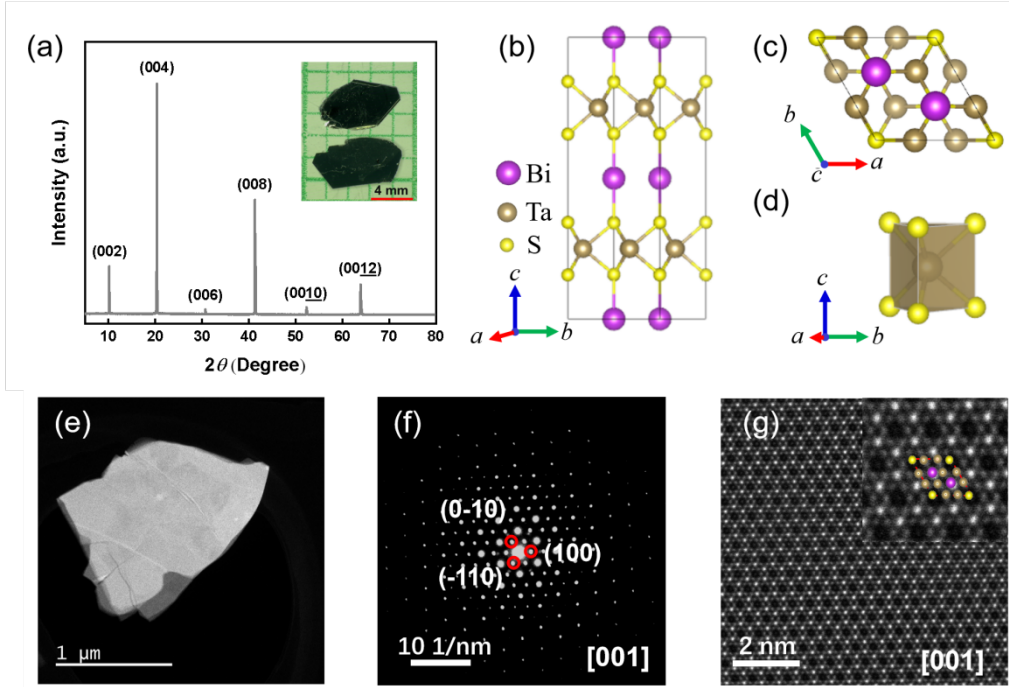 (a)
Intensity (a.u.)
(002)
(004)
(006)
(008)
(0010)
(0012)
4 mm
10 20 30 40 50 60 70 80
2θ (Degree)
(b)
Bi
Ta
S
c
a
b
(c)
b
c
a
(d)
c
a
b
(e)
1 μm
(f)
(0-10)
(100)
(-110)
10 1/nm
[001]
(g)
2 nm
[001]